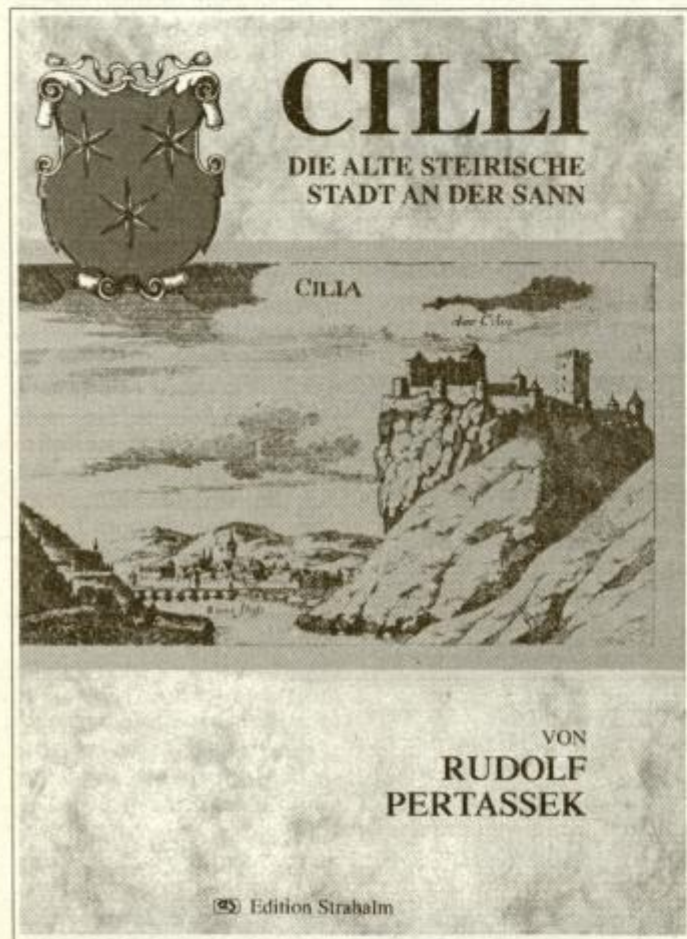 CILLI
DIE ALTE STEIRISCHE
STADT AN DER SANN
CILIA
VON
RUDOLF
PERTASSEK
Edition Strahalm